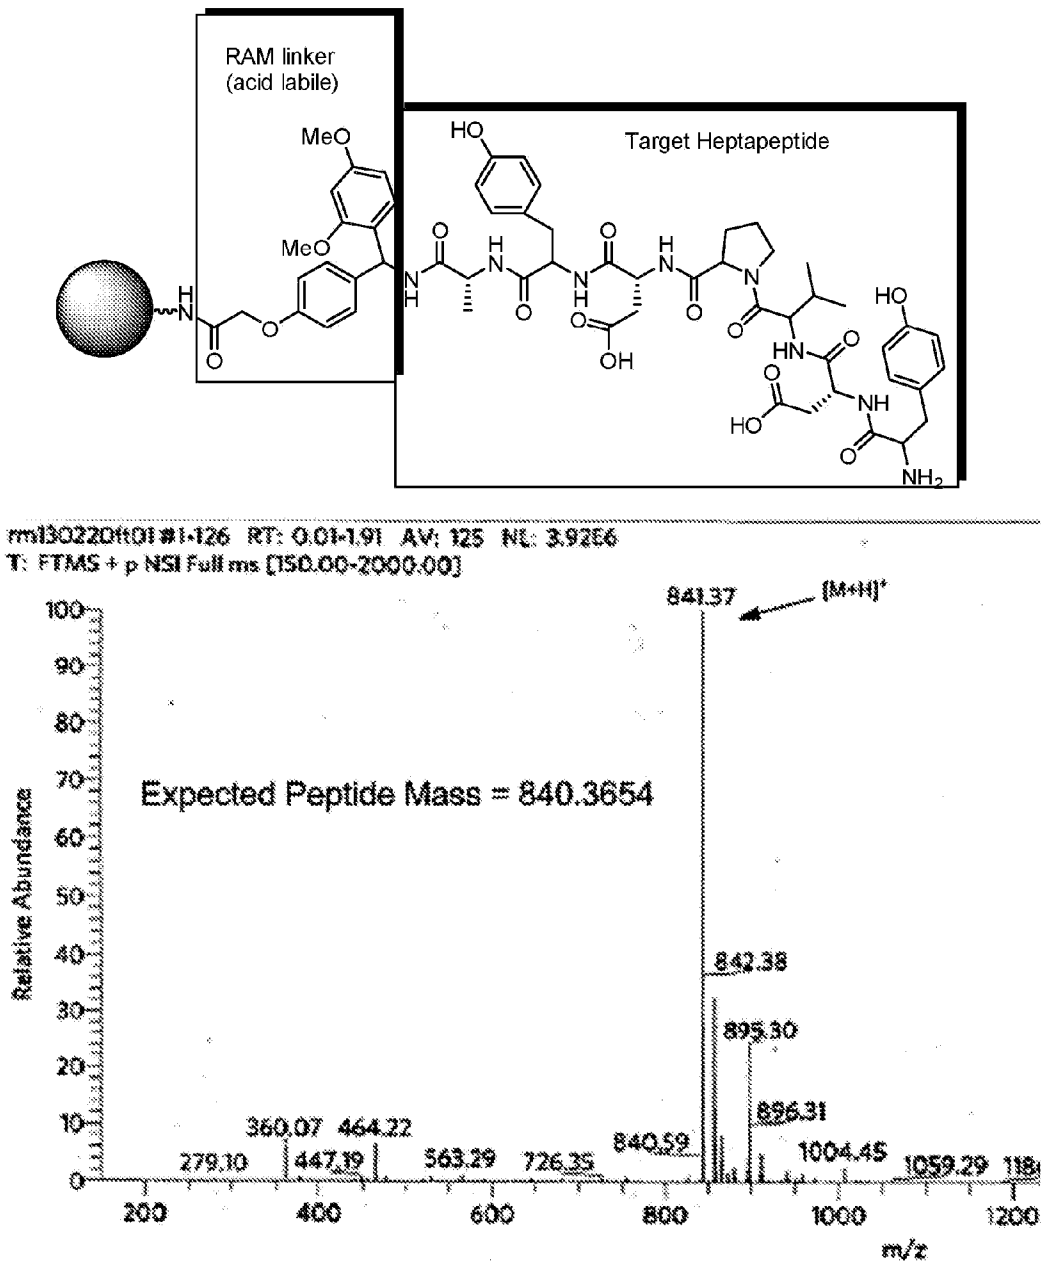 RAM linker
(acid labile)
Target Heptapeptide
MeO
HO
MeO
O
H
N
O
H
N
O
H
N
N
H
O
O
N
H
N
H
O
O
O
OH
O
N
O
HN
O
HO
O
HO
NH
O
NH2
rm130220ft01#1-126 RT: 0.01-1.91 AV: 125 NL: 3.92E6
T: FTMS + p NSI Full ms [150.00-2000.00]
841.37
[M+H]+
100
90
80
70
60
50
40
30
20
10
0
Relative Abundance
Expected Peptide Mass = 840.3654
842.38
895.30
896.31
360.07
464.22
279.10
447.19
563.29
726.35
840.59
1004.45
1059.29
200
400
600
800
1000
1200
m/z